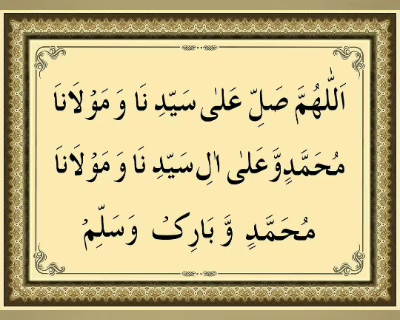 اَللّٰهُمَّ صَلِّ عَلٰى سَيِّدِ نَا وَ مَوْلَانَا
مُحَمَّدٍ وَّعَلٰى اٰلِ سَيِّدِ نَا وَ مَوْلَانَا
مُحَمَّدٍ وَّ بَارِكْ وَسَلِّمْ